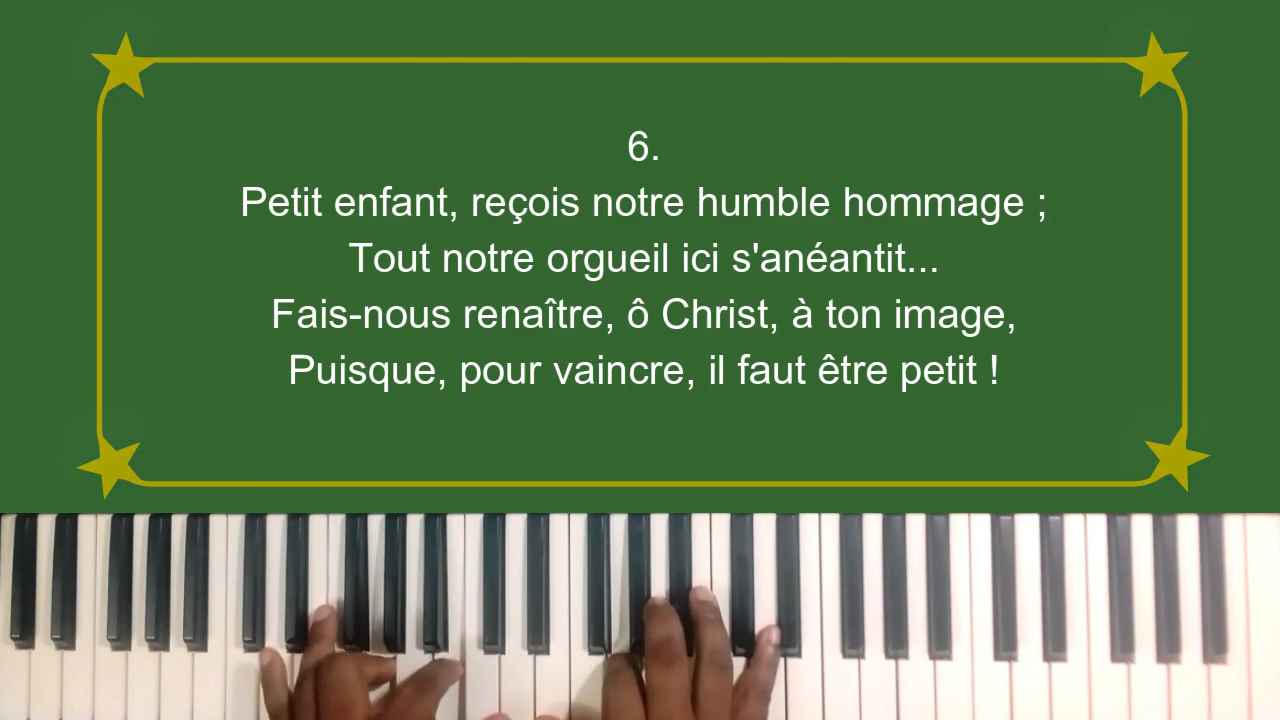 6.
Petit enfant, reçois notre humble hommage ;
Tout notre orgueil ici s'anéantit...
Fais-nous renaître, ô Christ, à ton image,
Puisque, pour vaincre, il faut être petit !